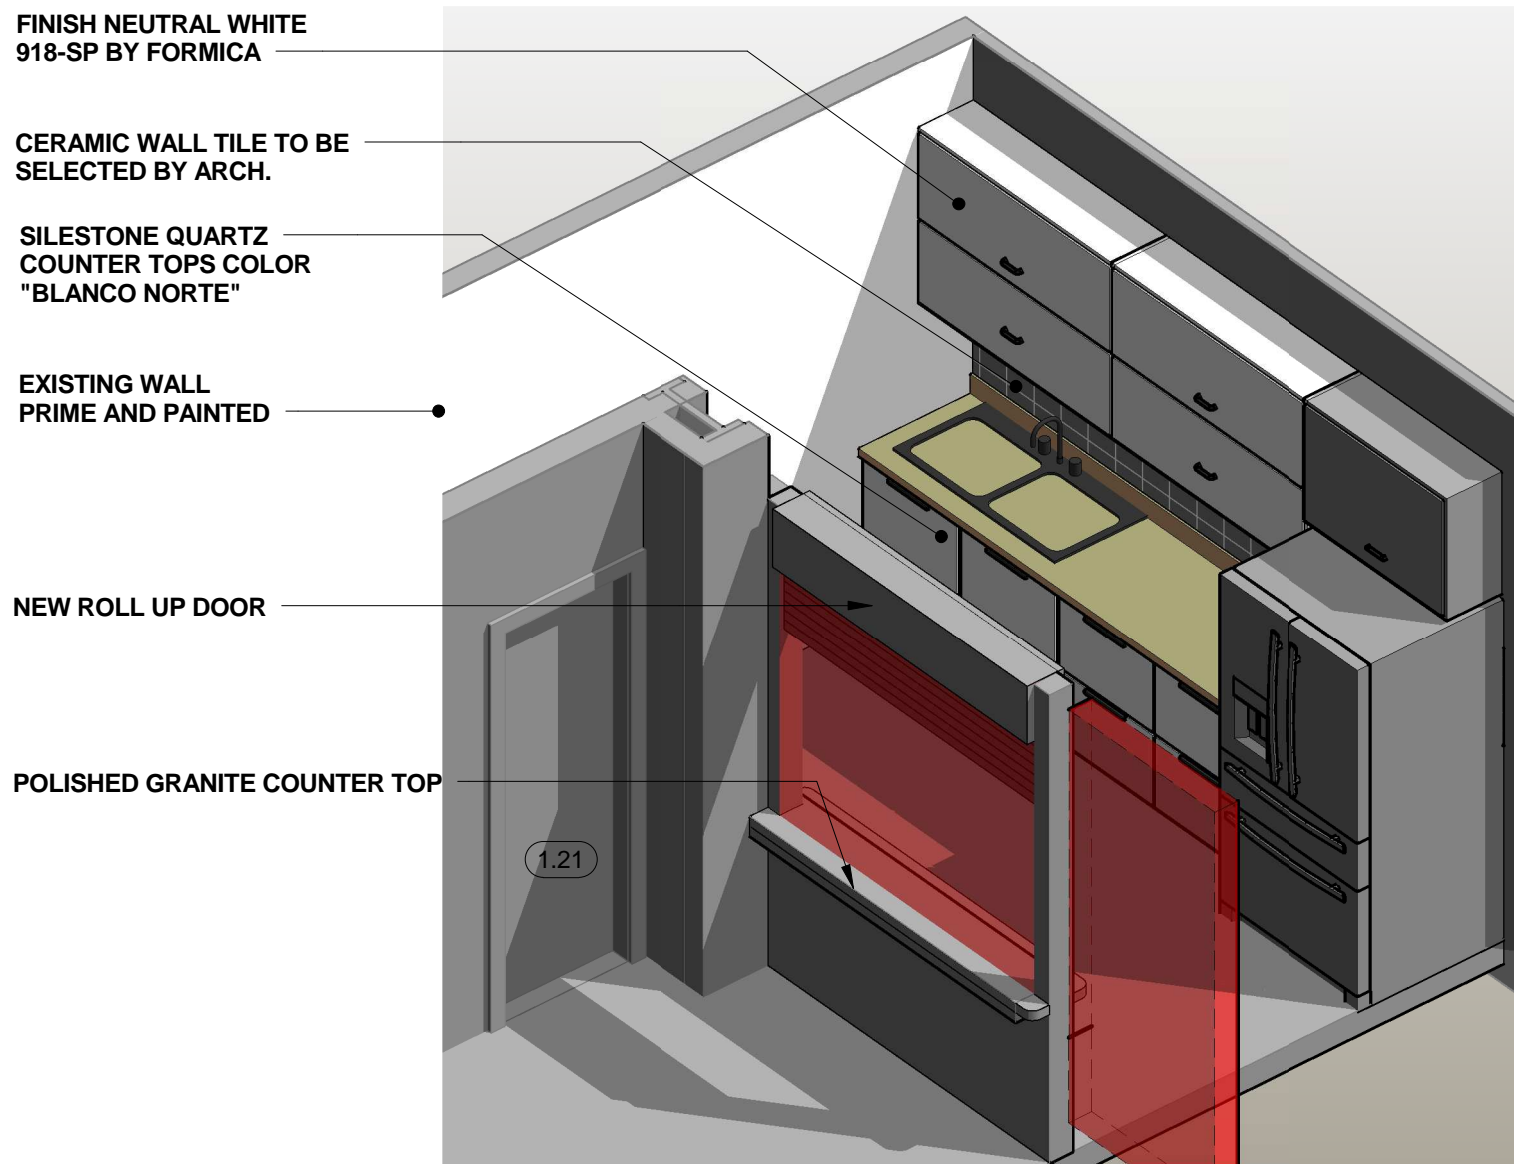 FINISH NEUTRAL WHITE
918-SP BY FORMICA
CERAMIC WALL TILE TO BE
SELECTED BY ARCH.
SILESTONE QUARTZ
COUNTER TOPS COLOR
"BLANCO NORTE"
EXISTING WALL
PRIME AND PAINTED
NEW ROLL UP DOOR
POLISHED GRANITE COUNTER TOP
1.21